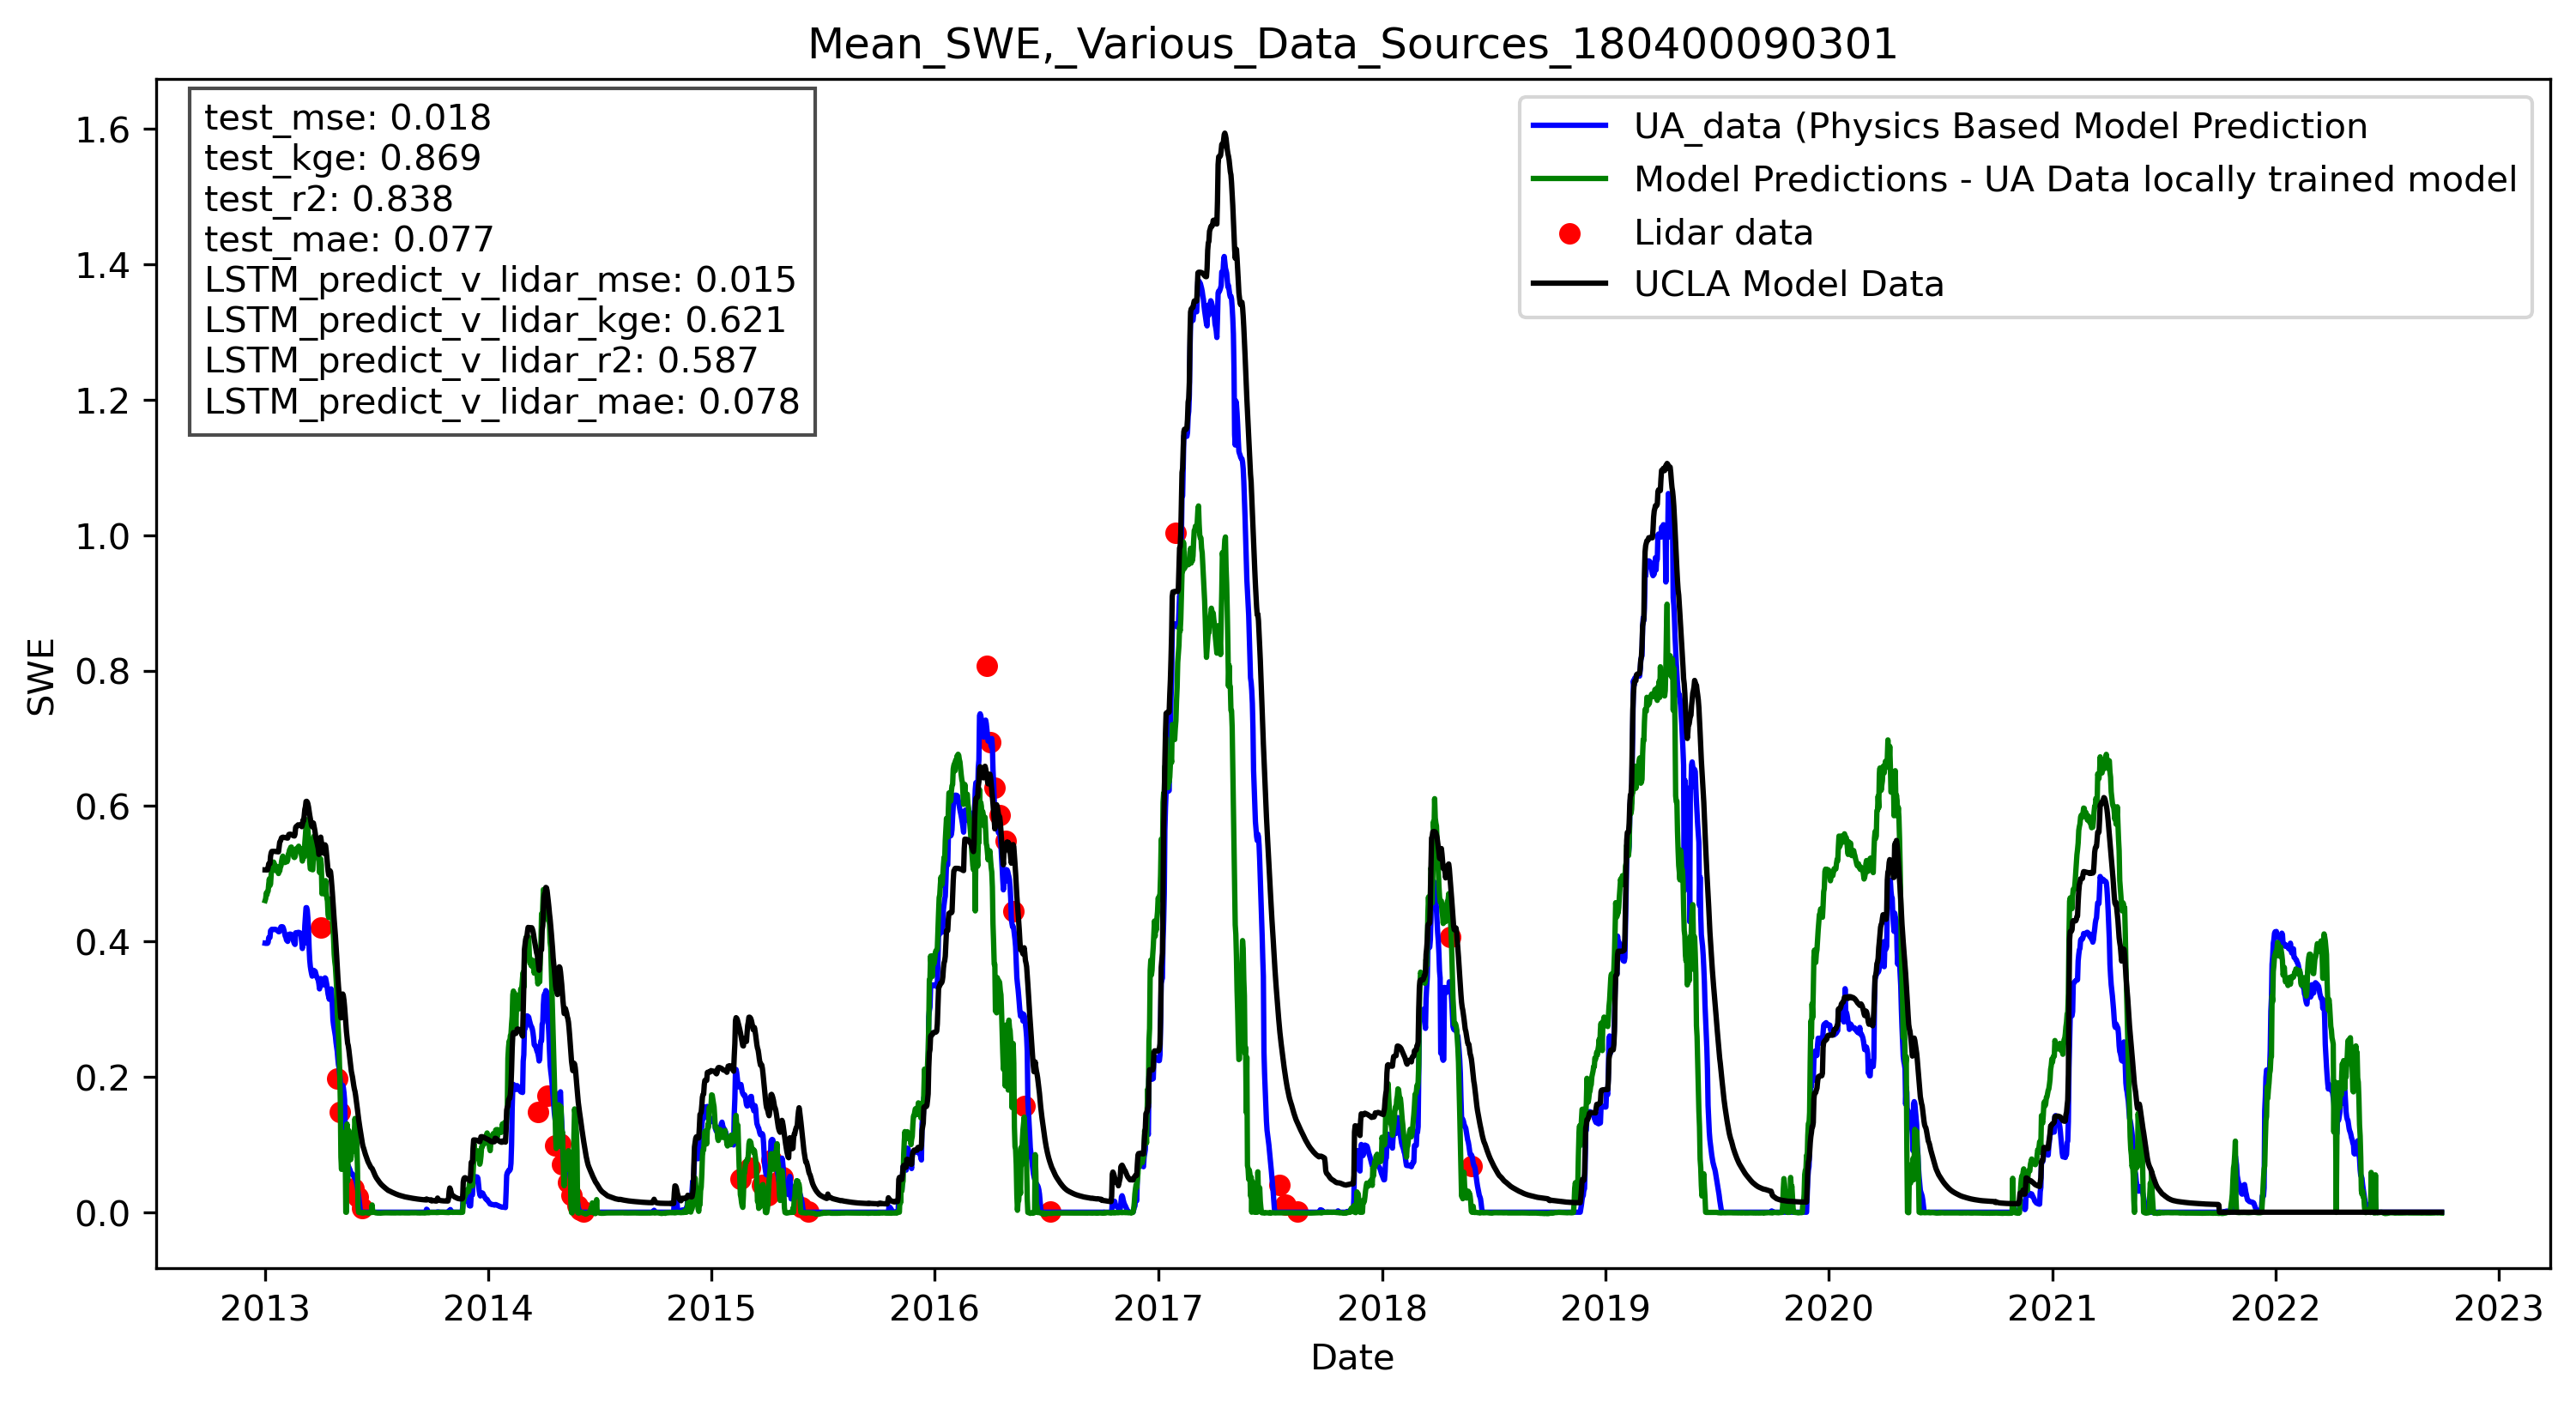 Mean_SWE,_Various_Data_Sources_180400090301
test_mse: 0.018
test_kge: 0.869
test_r2: 0.838
test_mae: 0.077
LSTM_predict_v_lidar_mse: 0.015
LSTM_predict_v_lidar_kge: 0.621
LSTM_predict_v_lidar_r2: 0.587
LSTM_predict_v_lidar_mae: 0.078
UA_data (Physics Based Model Prediction
Model Predictions - UA Data locally trained model
Lidar data
UCLA Model Data
1.6
1.4
1.2
1.0
0.8
0.6
0.4
0.2
0.0
SWE
2013 2014 2015 2016 2017 2018 2019 2020 2021 2022 2023
Date